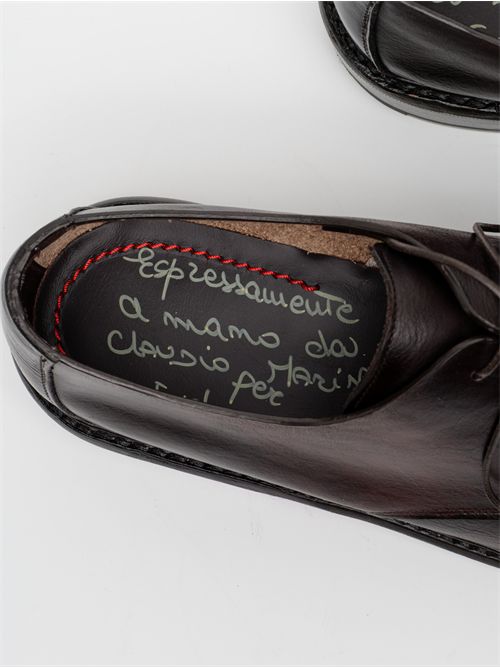 Espressamente
a mano da
CLAUDIO MARINI
per